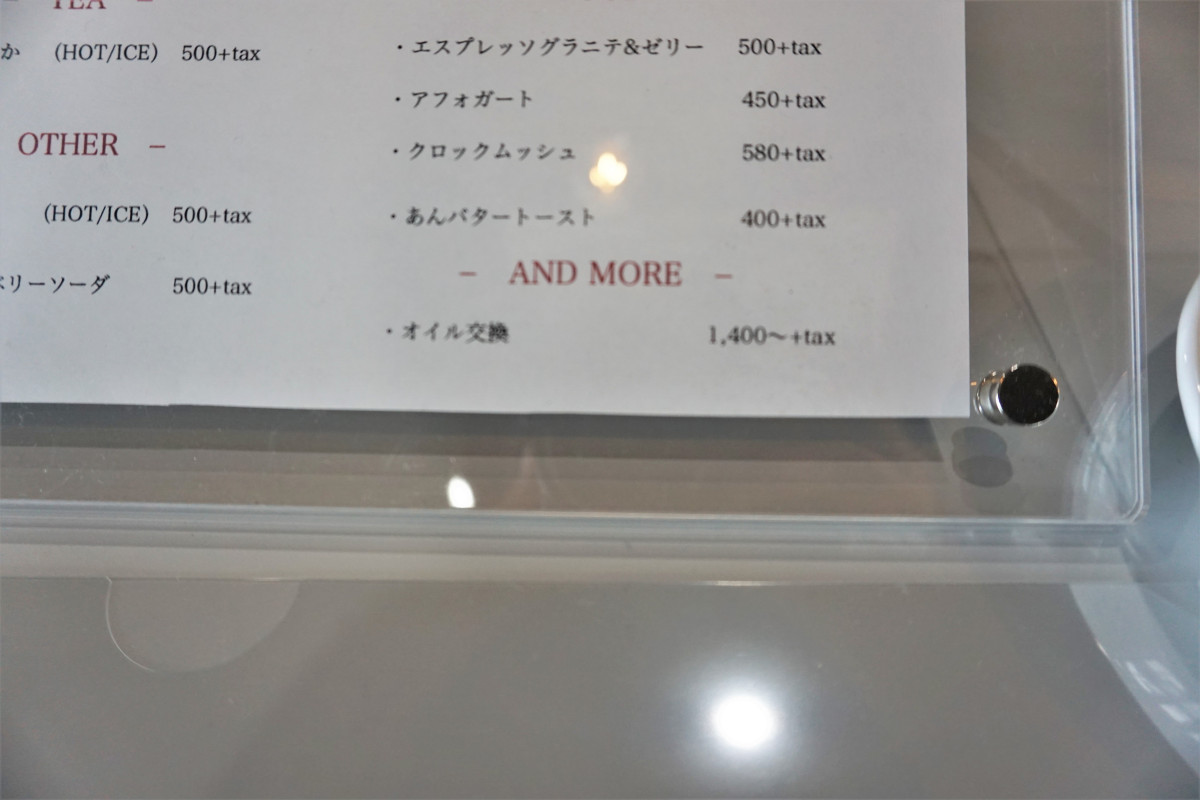 – TEA –
か (HOT/ICE) 500+tax
OTHER –
(HOT/ICE) 500+tax
ベリーソーダ 500+tax
・エスプレッソグラニテ&ゼリー 500+tax
・アフォガート 450+tax
・クロックムッシュ 580+tax
・あんバタートースト 400+tax
– AND MORE –
・オイル交換 1,400〜+tax